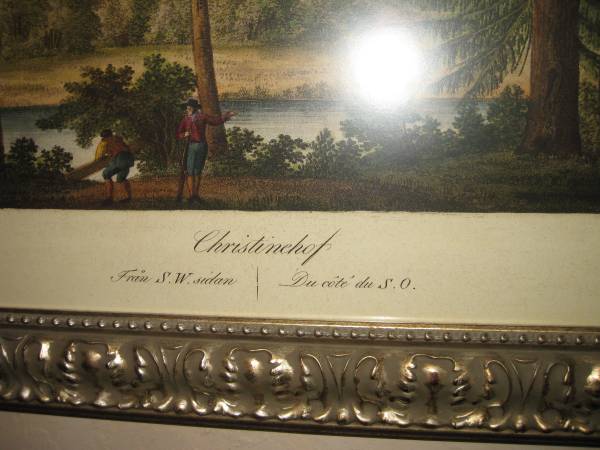 Christinehof
Från S.W. sidan | Du côté du S.O.